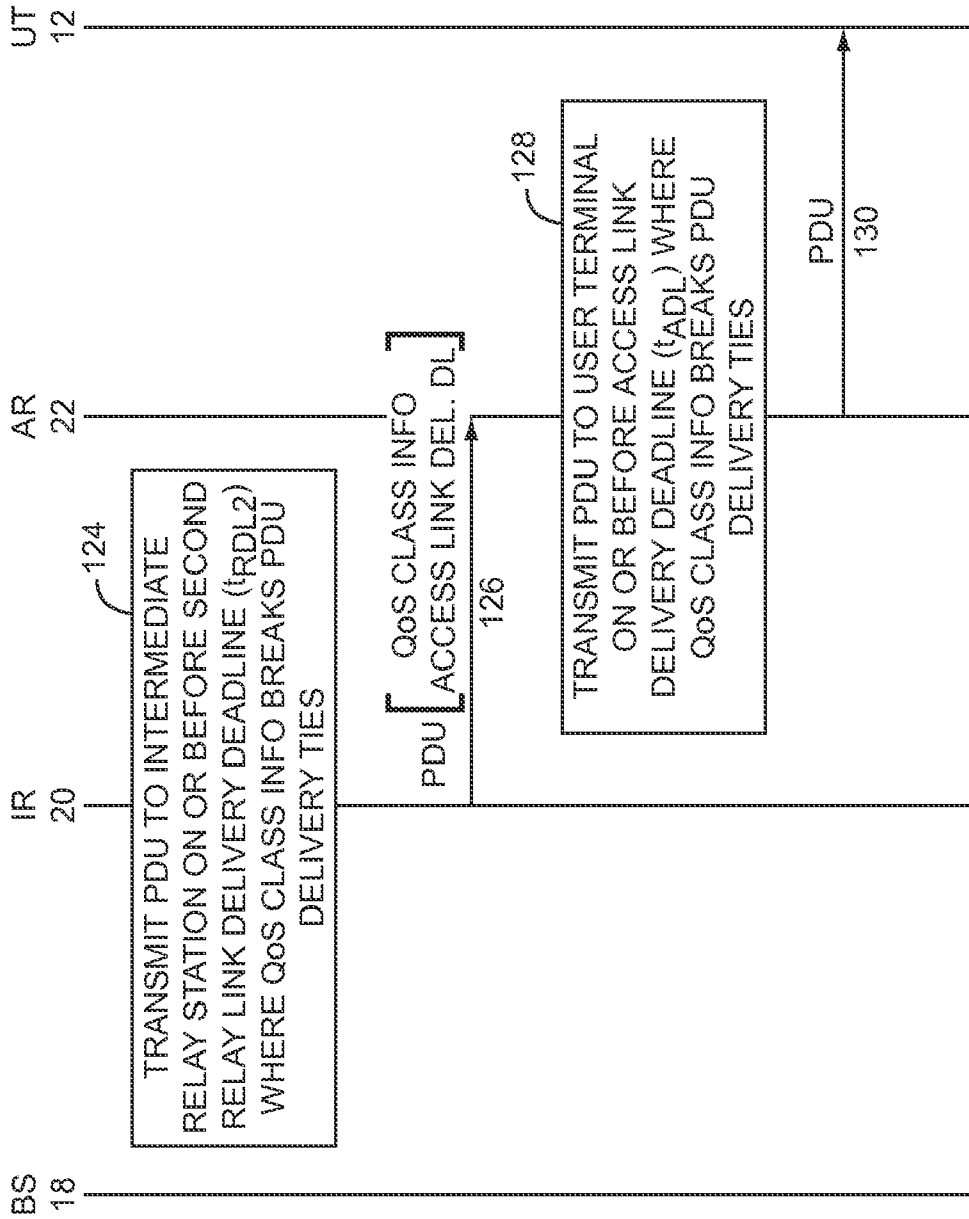 BS
18
IR
20
AR
22
UT
12
124
TRANSMIT PDU TO INTERMEDIATE
RELAY STATION ON OR BEFORE SECOND
RELAY LINK DELIVERY DEADLINE (tRDL2)
WHERE QoS CLASS INFO BREAKS PDU
DELIVERY TIES
QoS CLASS INFO
PDU [ACCESS LINK DEL. DL]
126
128
TRANSMIT PDU TO USER TERMINAL
ON OR BEFORE ACCESS LINK
DELIVERY DEADLINE (tADL) WHERE
QoS CLASS INFO BREAKS PDU
DELIVERY TIES
PDU
130